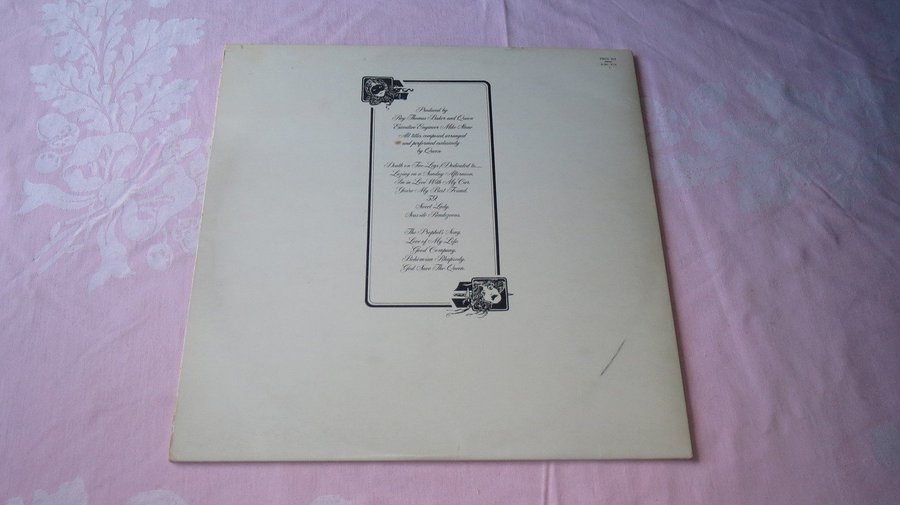 Produced by
Roy Thomas Baker and Queen
Executive Engineer Mike Stone
All titles composed, arranged
and performed exclusively
by Queen
Death on Two Legs (Dedicated to......
Lazing on a Sunday Afternoon.
I'm in Love With My Car.
You're My Best Friend.
'39.
Sweet Lady.
Seaside Rendezvous.
The Prophet's Song.
Love of My Life.
Good Company.
Bohemian Rhapsody.
God Save The Queen.